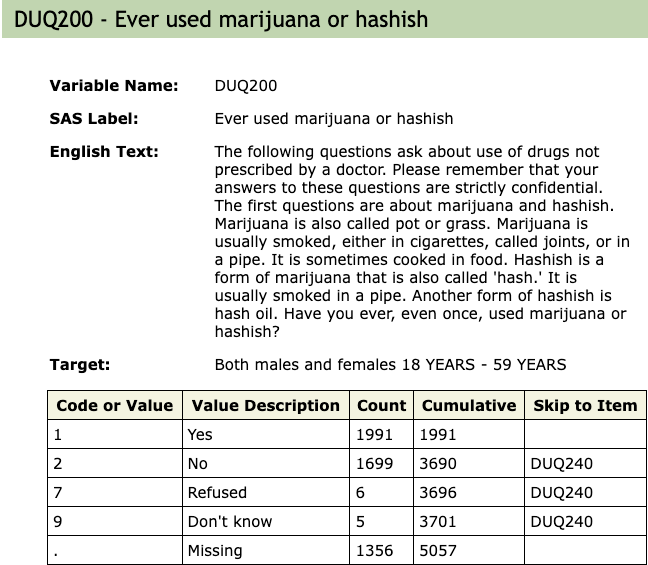 DUQ200 - Ever used marijuana or hashish
Variable Name: DUQ200
SAS Label: Ever used marijuana or hashish
English Text: The following questions ask about use of drugs not
prescribed by a doctor. Please remember that your
answers to these questions are strictly confidential.
The first questions are about marijuana and hashish.
Marijuana is also called pot or grass. Marijuana is
usually smoked, either in cigarettes, called joints, or in
a pipe. It is sometimes cooked in food. Hashish is a
form of marijuana that is also called 'hash.' It is
usually smoked in a pipe. Another form of hashish is
hash oil. Have you ever, even once, used marijuana or
hashish?
Target: Both males and females 18 YEARS - 59 YEARS
Code or Value Value Description Count Cumulative Skip to Item
1 Yes 1991 1991
2 No 1699 3690 DUQ240
7 Refused 6 3696 DUQ240
9 Don't know 5 3701 DUQ240
. Missing 1356 5057